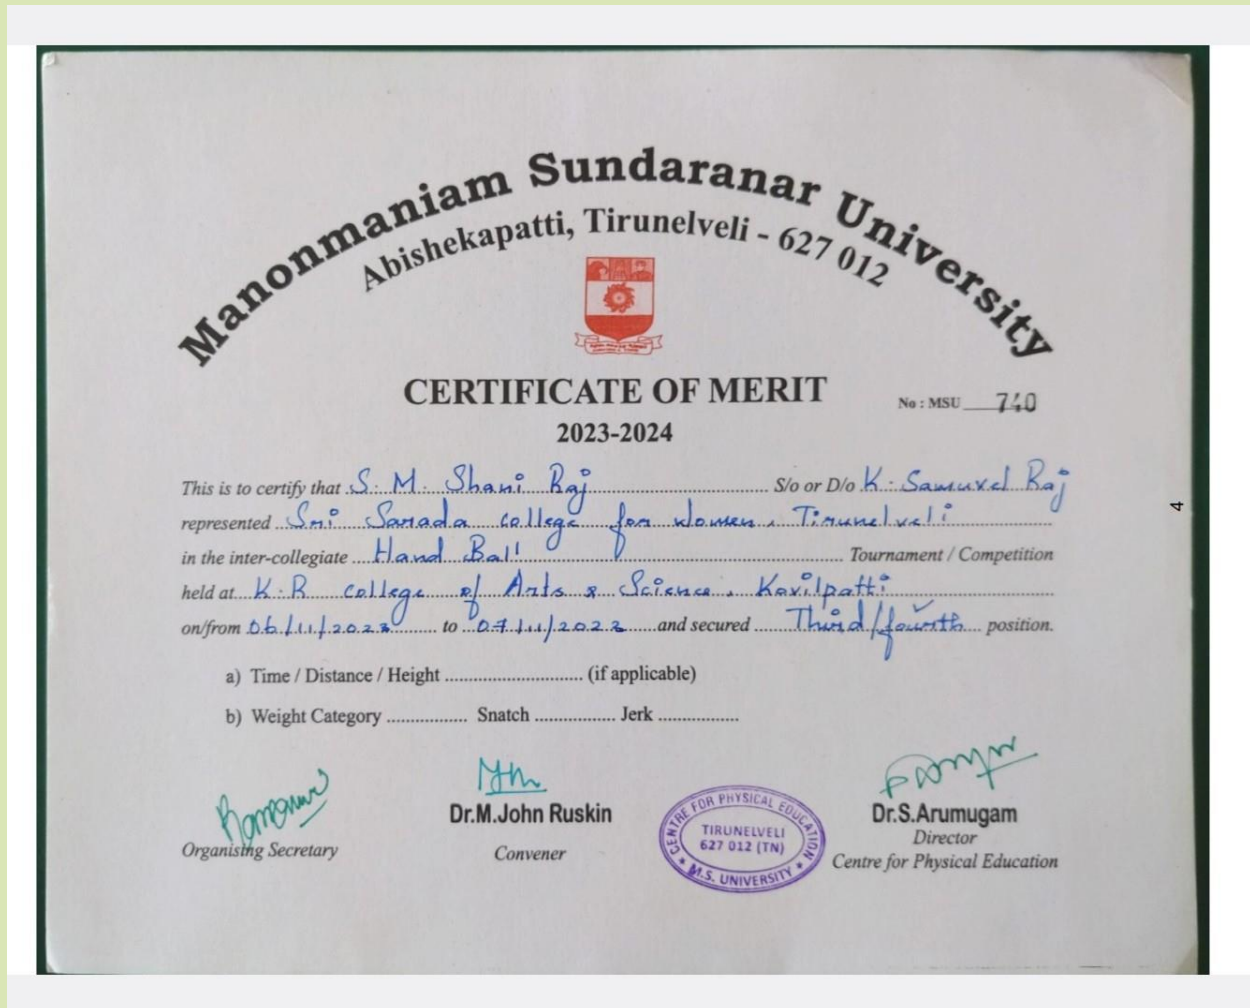 Manonmaniam Sundaranar University
Abishekapatti, Tirunelveli - 627 012
CERTIFICATE OF MERIT
No : MSU 740
2023-2024
This is to certify that S. M. Shani Raj S/o or D/o K. Samuvel Raj
represented Sri Sarada college for women, Tirunelveli
in the inter-collegiate Hand Ball Tournament / Competition
held at K.R college of Arts & Science, Kovilpatti
on/from 06/11/2023 to 07/11/2023 and secured Third/fourth position.
a) Time / Distance / Height .............................. (if applicable)
b) Weight Category ................. Snatch ................. Jerk .................
Dr.M.John Ruskin
Dr.S.Arumugam
Organising Secretary
Convener
Director
Centre for Physical Education
CENTRE FOR PHYSICAL EDUCATION
TIRUNELVELI
627 012 (TN)
M.S. UNIVERSITY
4